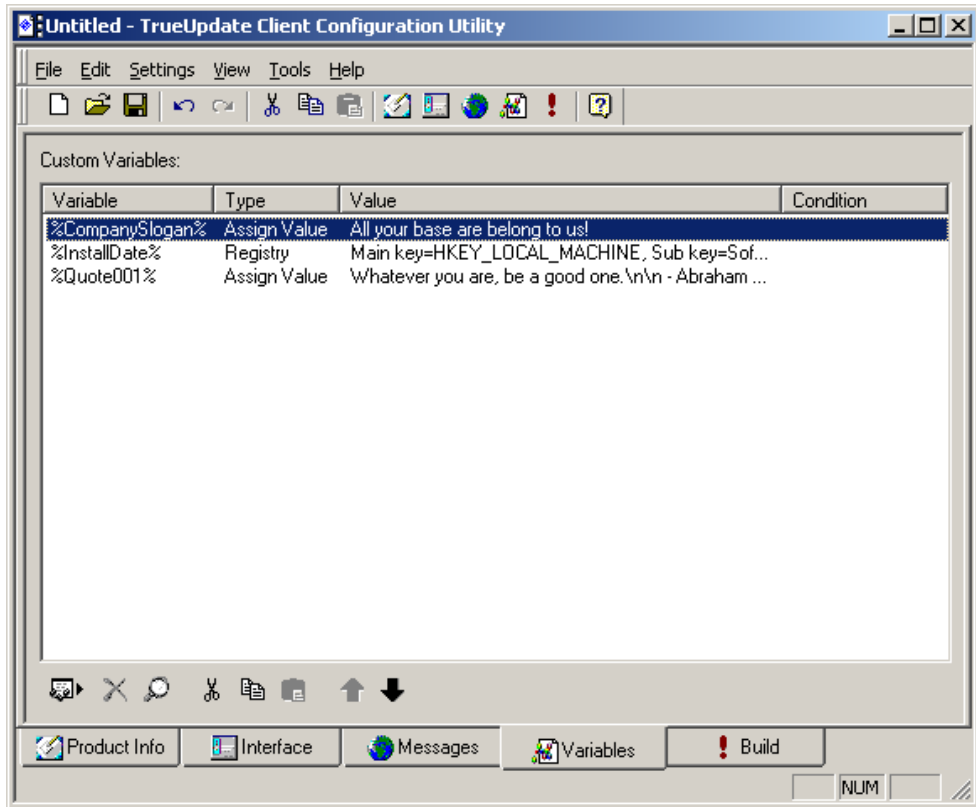 Untitled - TrueUpdate Client Configuration Utility
File Edit Settings View Tools Help
Custom Variables:
Variable Type Value Condition
%CompanySlogan% Assign Value All your base are belong to us!
%InstallDate% Registry Main key=HKEY_LOCAL_MACHINE, Sub key=Sof...
%Quote001% Assign Value Whatever you are, be a good one.\n\n - Abraham ...
Product Info Interface Messages Variables Build
NUM